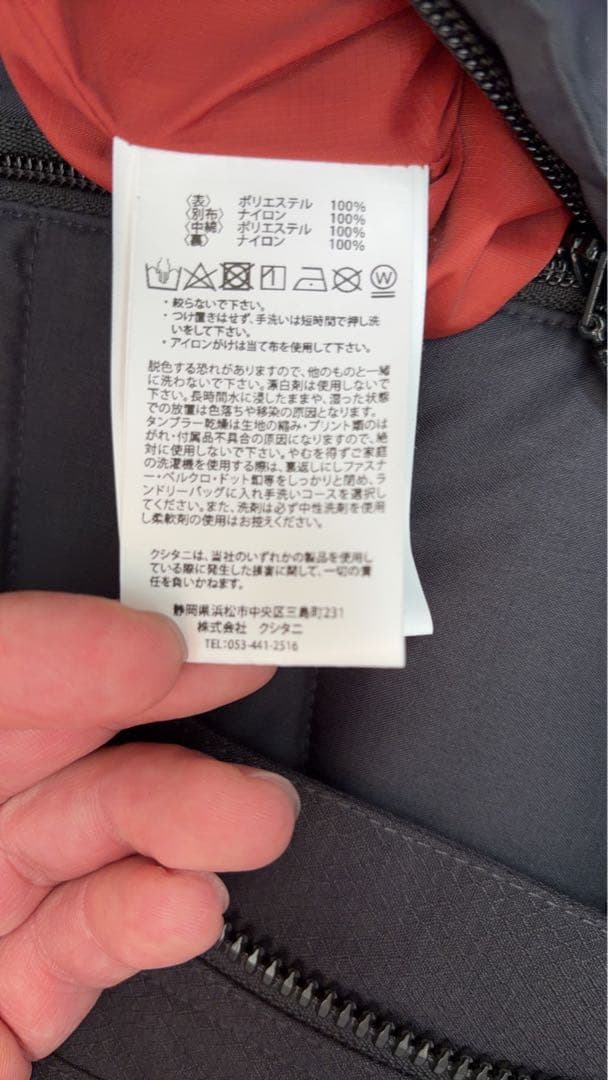 〈表〉 ポリエステル 100%
〈別布〉 ナイロン 100%
〈中綿〉 ポリエステル 100%
〈裏〉 ナイロン 100%
・絞らないで下さい。
・つけ置きはせず、手洗いは短時間で押し洗
いをして下さい。
・アイロンがけは当て布を使用して下さい。
脱色する恐れがありますので、他のものと一緒
に洗わないで下さい。漂白剤は使用しないで
下さい。長時間水に浸したままや、湿った状態
での放置は色落ちや移染の原因となります。
タンブラー乾燥は生地の縮み・プリント類のは
がれ・付属品不具合の原因になりますので、絶
対に使用しないで下さい。やむを得ずご家庭
の洗濯機を使用する際は、裏返しにしファスナ
ー・ベルクロ・ドット釦等をしっかりと閉め、ラ
ンドリーバッグに入れ手洗いコースを選択し
てください。また、洗剤は必ず中性洗剤を使用
し柔軟剤の使用はお控えください。
クシタニは、当社のいずれかの製品を使用し
ている際に発生した損害に関して、一切の責
任を負いかねます。
静岡県浜松市中央区三島町231
株式会社 クシタニ
TEL:053-441-2516